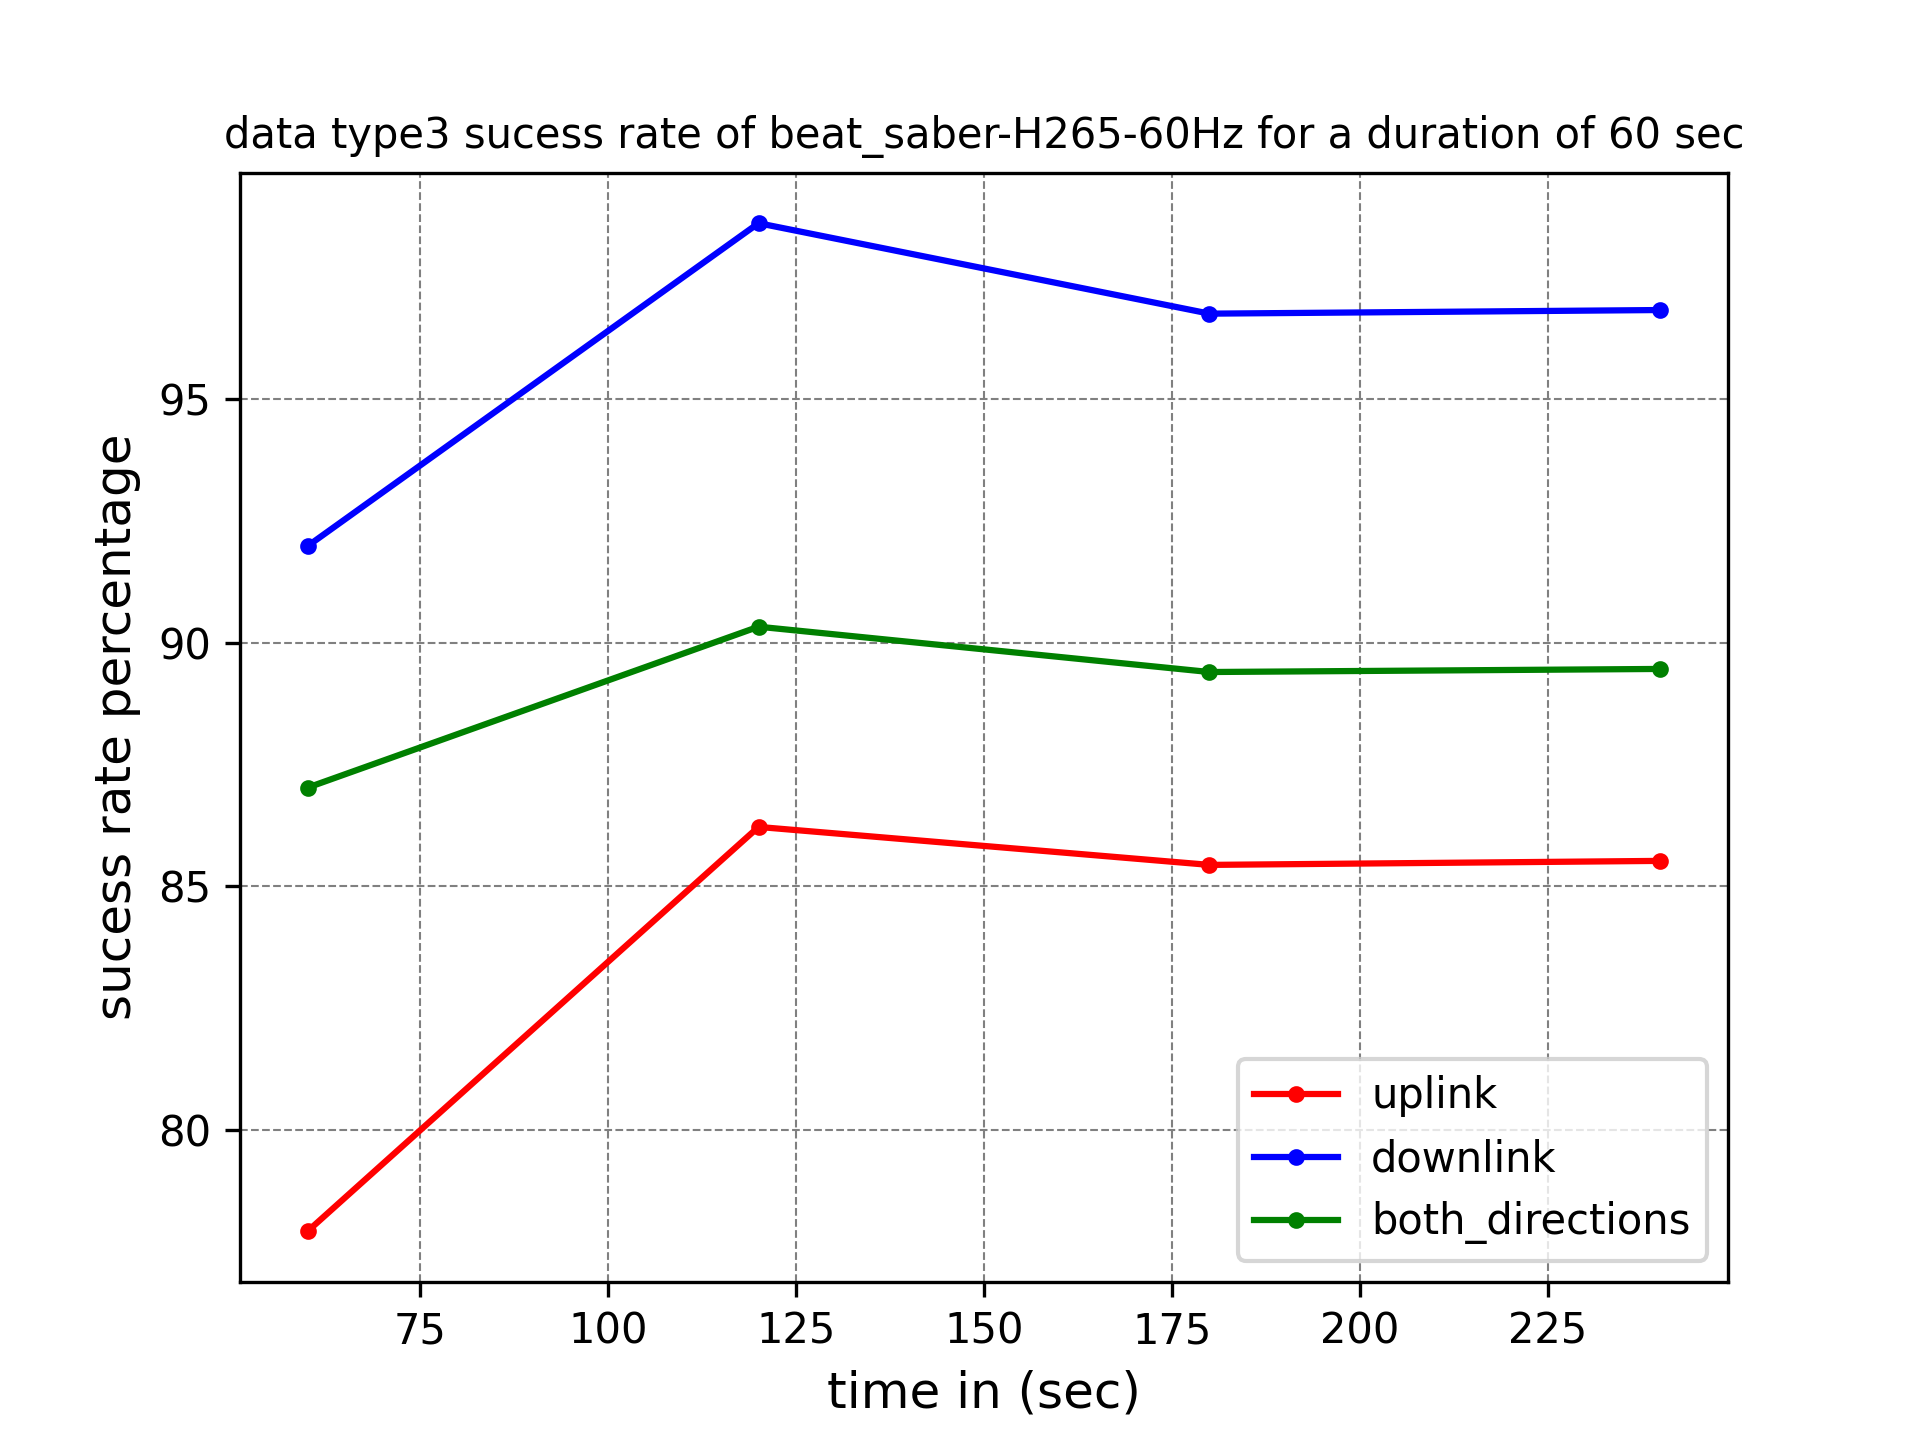 data type3 sucess rate of beat_saber-H265-60Hz for a duration of 60 sec
sucess rate percentage
95
90
85
80
75 100 125 150 175 200 225
time in (sec)
uplink
downlink
both_directions